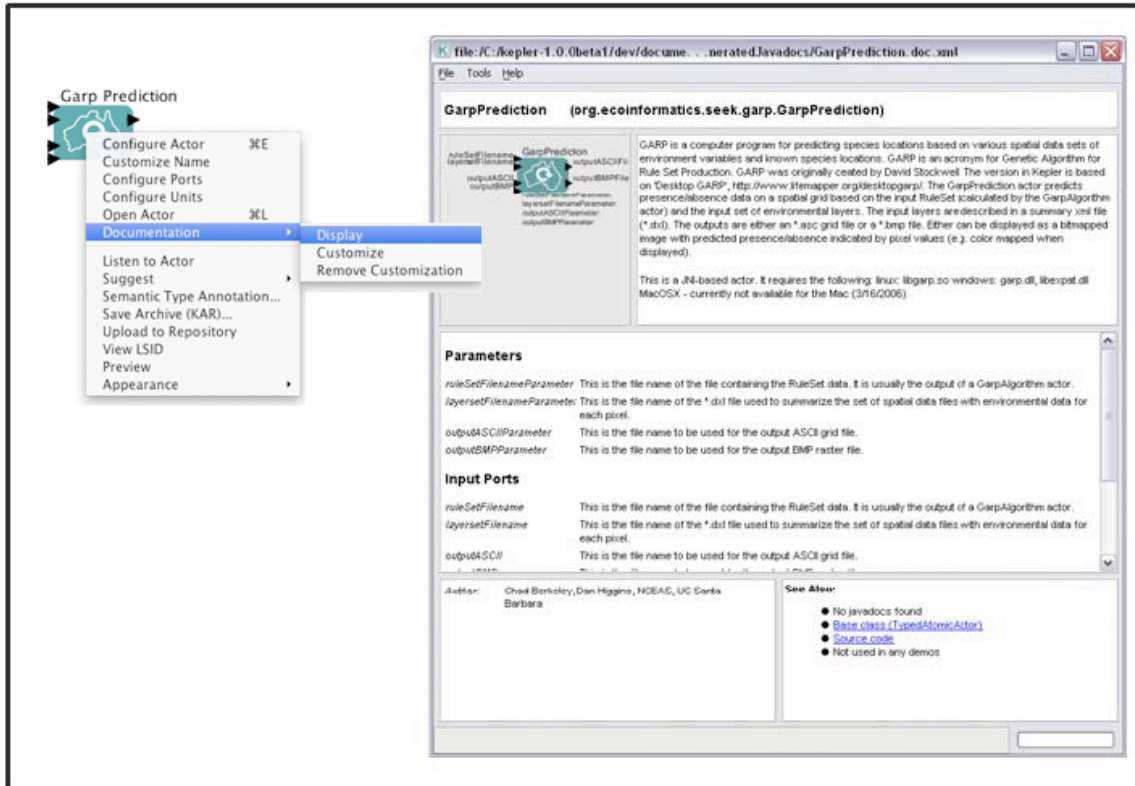 Garp Prediction
Configure Actor ⌘E
Customize Name
Configure Ports
Configure Units
Open Actor ⌘L
Documentation
Display
Customize
Remove Customization
Listen to Actor
Suggest
Semantic Type Annotation...
Save Archive (KAR)...
Upload to Repository
View LSID
Preview
Appearance
file:/C:/kepler-1.0.0beta1/dev/docume. . .neratedJavadocs/GarpPrediction.doc.xml
File Tools Help
GarpPrediction (org.ecoinformatics.seek.garp.GarpPrediction)
ruleSetFilename GarpPrediction
layersetFilename outputASCIIFil
outputASCII outputBMPFile
outputBMP
layersetFilenameParameter:
outputASCIIParameter:
outputBMPParameter:
GARP is a computer program for predicting species locations based on various spatial data sets of
environment variables and known species locations. GARP is an acronym for Genetic Algorithm for
Rule Set Production. GARP was originally created by David Stockwell The version in Kepler is based
on 'Desktop GARP', http://www.lifemapper.org/desktopgarp/. The GarpPrediction actor predicts
presence/absence data on a spatial grid based on the input RuleSet (calculated by the GarpAlgorithm
actor) and the input set of environmental layers. The input layers are described in a summary xml file
(*.dxl). The outputs are either an *.asc grid file or a *.bmp file. Either can be displayed as a bitmapped
image with predicted presence/absence indicated by pixel values (e.g. color mapped when
displayed).
This is a JNI-based actor. It requires the following: linux: libgarp.so windows: garp.dll, libexpat.dll
MacOSX - currently not available for the Mac (3/16/2006)
Parameters
ruleSetFilenameParameter This is the file name of the file containing the RuleSet data. It is usually the output of a GarpAlgorithm actor.
layersetFilenameParameter This is the file name of the *.dxl file used to summarize the set of spatial data files with environmental data for
each pixel.
outputASCIIParameter This is the file name to be used for the output ASCII grid file.
outputBMPParameter This is the file name to be used for the output BMP raster file.
Input Ports
ruleSetFilename This is the file name of the file containing the RuleSet data. It is usually the output of a GarpAlgorithm actor.
layersetFilename This is the file name of the *.dxl file used to summarize the set of spatial data files with environmental data for
each pixel.
outputASCII This is the file name to be used for the output ASCII grid file.
Author: Chad Berkeley, Dan Higgins, NCEAS, UC Santa
Barbara
See Also:
No javadocs found
Base class (TypedAtomicActor)
Source code
Not used in any demos